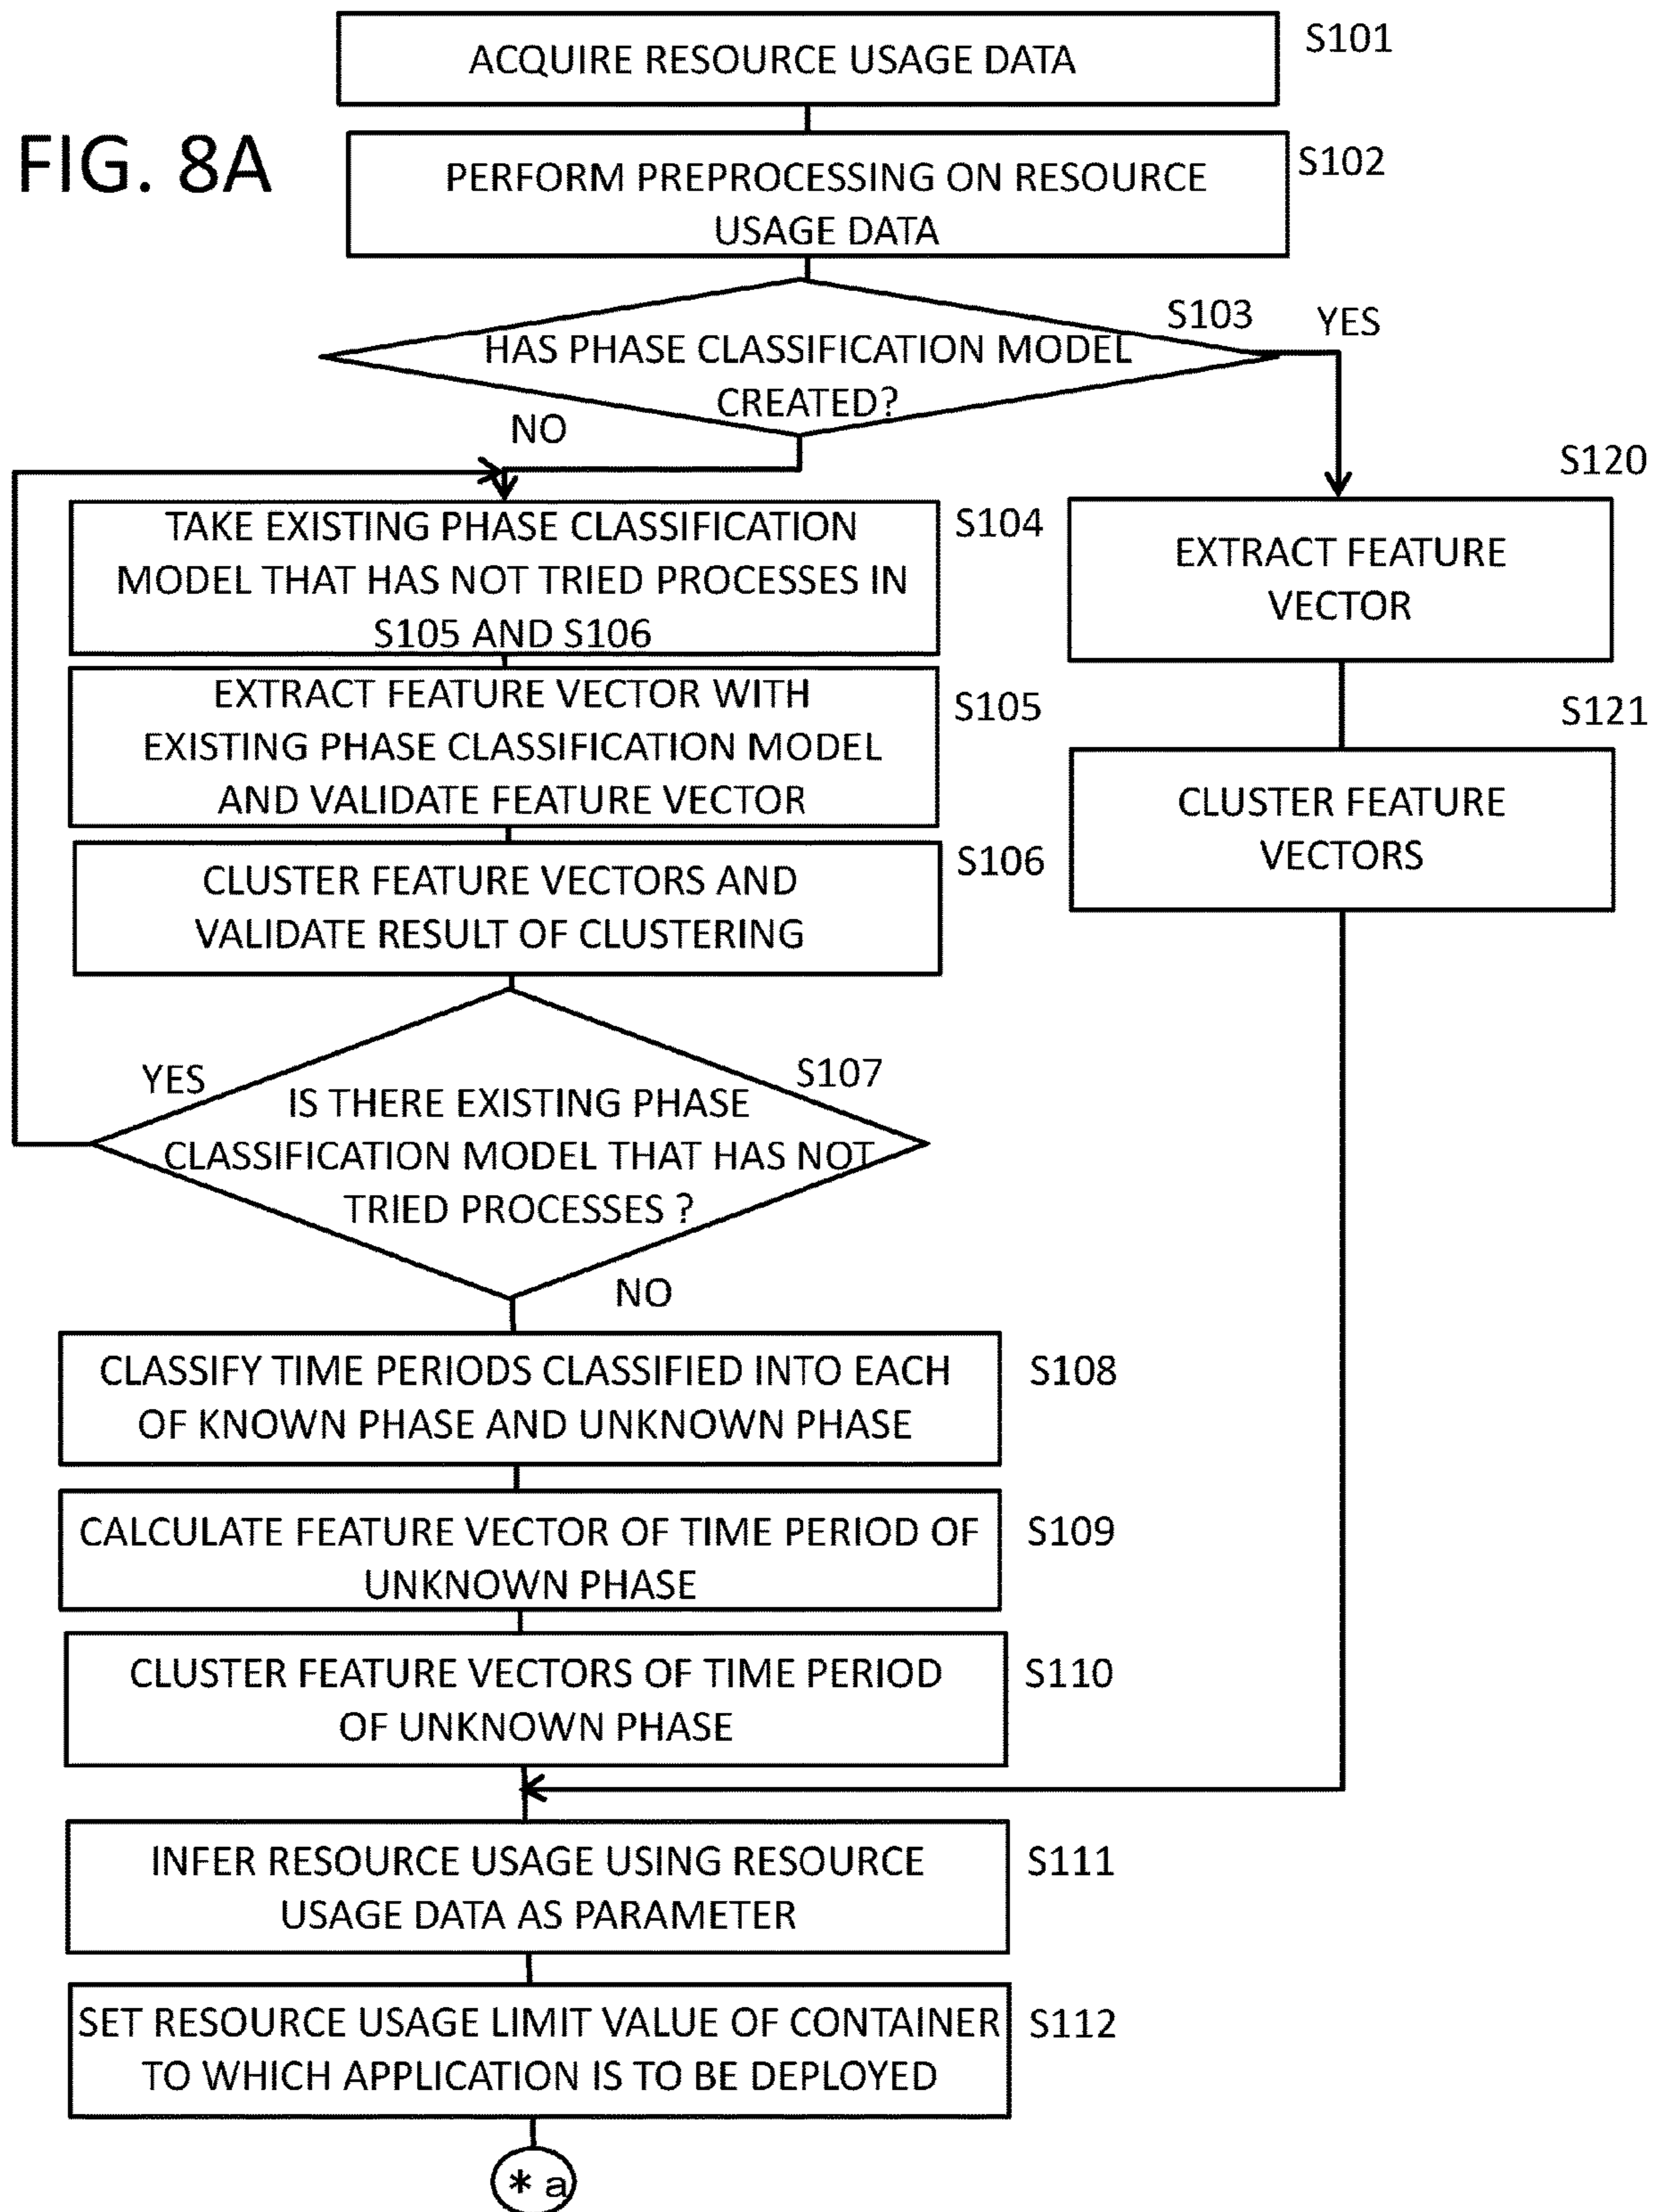 FIG. 8A
ACQUIRE RESOURCE USAGE DATA
S101
PERFORM PREPROCESSING ON RESOURCE
USAGE DATA
S102
HAS PHASE CLASSIFICATION MODEL
CREATED?
S103
YES
NO
TAKE EXISTING PHASE CLASSIFICATION
MODEL THAT HAS NOT TRIED PROCESSES IN
S105 AND S106
S104
EXTRACT FEATURE VECTOR WITH
EXISTING PHASE CLASSIFICATION MODEL
AND VALIDATE FEATURE VECTOR
S105
CLUSTER FEATURE VECTORS AND
VALIDATE RESULT OF CLUSTERING
S106
S120
EXTRACT FEATURE
VECTOR
S121
CLUSTER FEATURE
VECTORS
YES
S107
IS THERE EXISTING PHASE
CLASSIFICATION MODEL THAT HAS NOT
TRIED PROCESSES ?
NO
CLASSIFY TIME PERIODS CLASSIFIED INTO EACH
OF KNOWN PHASE AND UNKNOWN PHASE
S108
CALCULATE FEATURE VECTOR OF TIME PERIOD OF
UNKNOWN PHASE
S109
CLUSTER FEATURE VECTORS OF TIME PERIOD
OF UNKNOWN PHASE
S110
INFER RESOURCE USAGE USING RESOURCE
USAGE DATA AS PARAMETER
S111
SET RESOURCE USAGE LIMIT VALUE OF CONTAINER
TO WHICH APPLICATION IS TO BE DEPLOYED
S112
* a